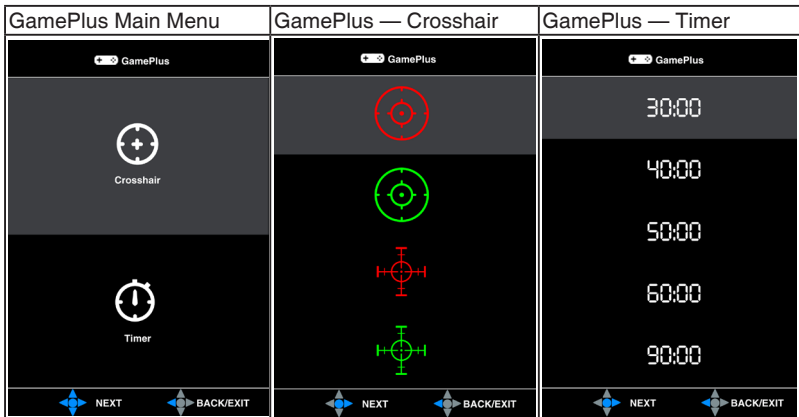 GamePlus Main Menu
GamePlus — Crosshair
GamePlus — Timer
GamePlus
Crosshair
Timer
NEXT BACK/EXIT
GamePlus
NEXT BACK/EXIT
GamePlus
30:00
40:00
50:00
60:00
90:00
NEXT BACK/EXIT